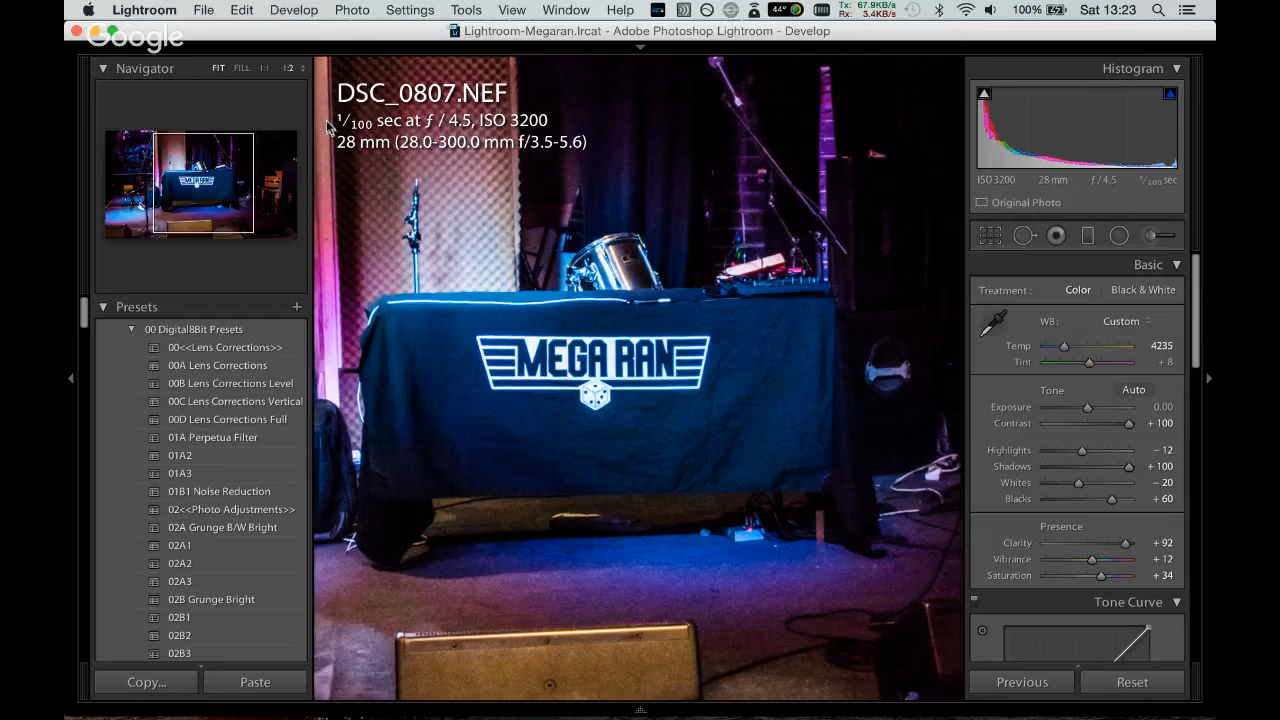 Lightroom File Edit Develop Photo Settings Tools View Window Help 44° Tx: 67.9KB/s Rx: 3.4KB/s 100% Sat 13:23
Google
Lightroom-Megaran.lrcat - Adobe Photoshop Lightroom - Develop
Navigator FIT FILL 1:1 1:2
Presets +
00 Digital8Bit Presets
00<<Lens Corrections>>
00A Lens Corrections
00B Lens Corrections Level
00C Lens Corrections Vertical
00D Lens Corrections Full
01A Perpetua Filter
01A2
01A3
01B1 Noise Reduction
02<<Photo Adjustments>>
02A Grunge B/W Bright
02A1
02A2
02A3
02B Grunge Bright
02B1
02B2
02B3
Copy... Paste
DSC_0807.NEF
1/100 sec at ƒ / 4.5, ISO 3200
28 mm (28.0-300.0 mm f/3.5-5.6)
MEGA RAN
Histogram
ISO 3200 28 mm ƒ / 4.5 1/100 sec
Original Photo
Basic
Treatment : Color Black & White
WB: Custom
Temp 4235
Tint + 8
Tone Auto
Exposure 0.00
Contrast + 100
Highlights − 12
Shadows + 100
Whites − 20
Blacks + 60
Presence
Clarity + 92
Vibrance + 12
Saturation + 34
Tone Curve
Previous Reset